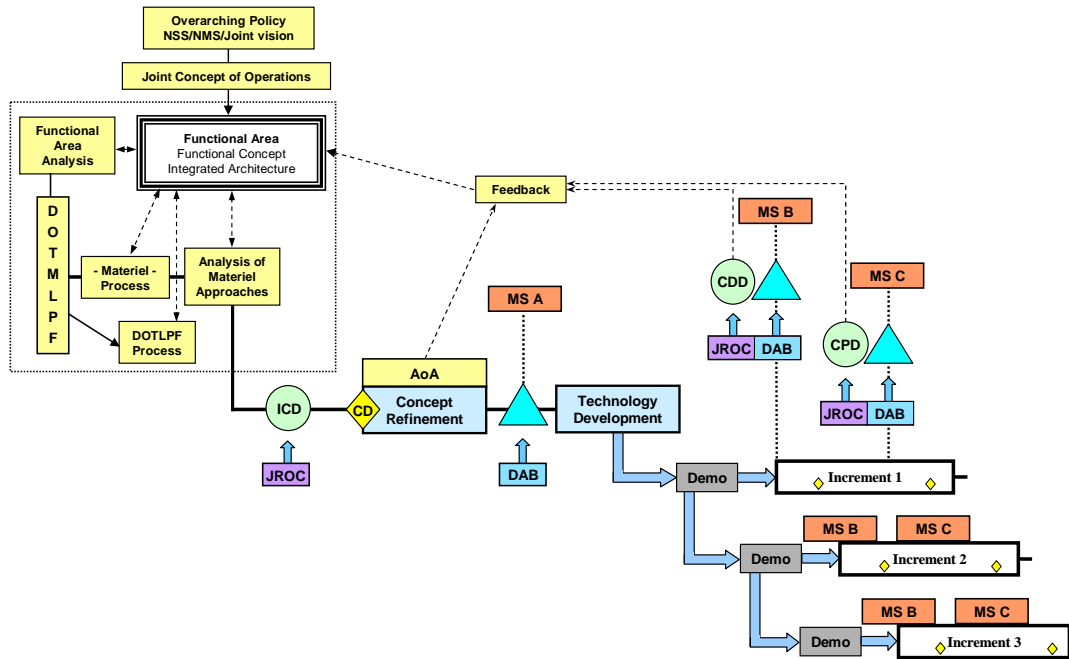 Overarching Policy
NSS/NMS/Joint vision
Joint Concept of Operations
Functional
Area
Analysis
Functional Area
Functional Concept
Integrated Architecture
Feedback
D
O
T
M
L
P
F
- Materiel -
Process
Analysis of
Materiel
Approaches
DOTLPF
Process
MS A
MS B
MS C
CDD
CPD
JROC
DAB
JROC
DAB
AoA
ICD
CD
Concept
Refinement
Technology
Development
JROC
DAB
Demo
Increment 1
MS B
MS C
Demo
Increment 2
MS B
MS C
Demo
Increment 3